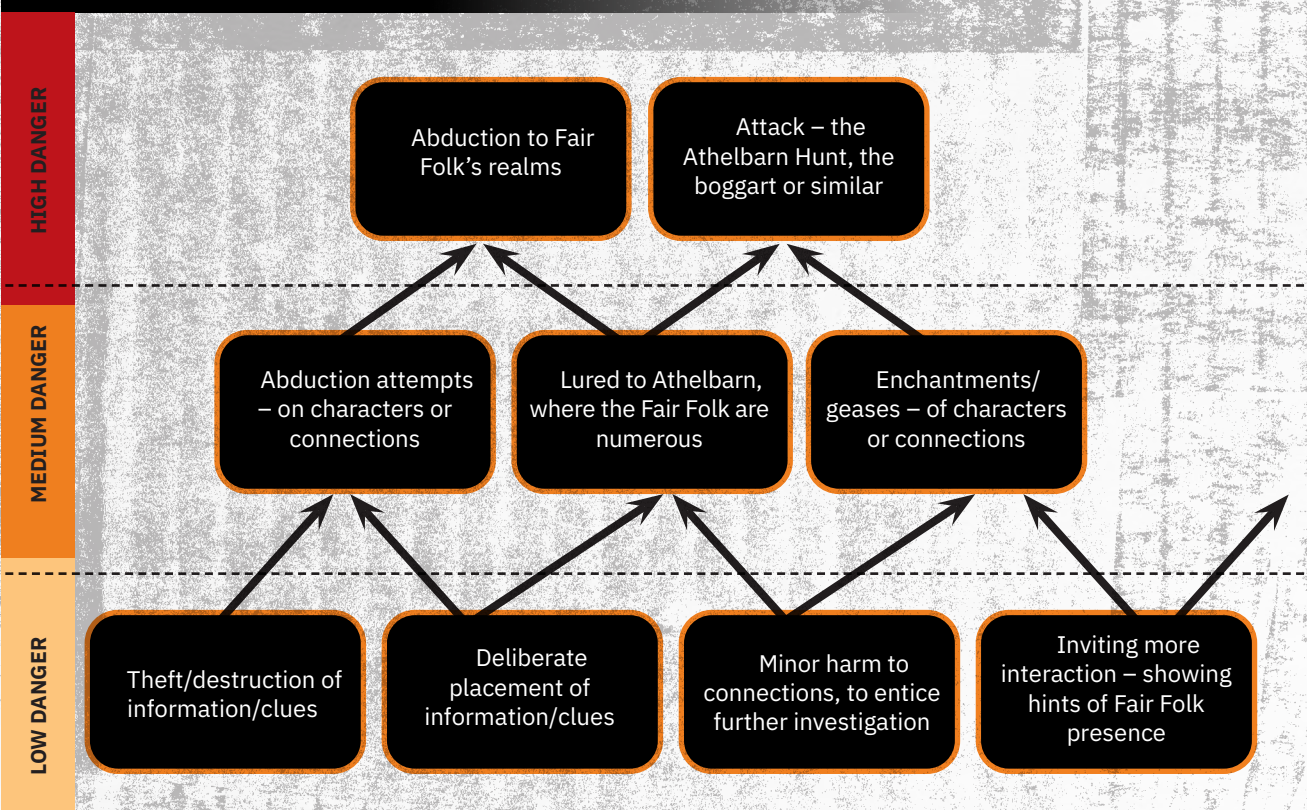 HIGH DANGER
Abduction to Fair
Folk’s realms
Attack – the
Athelbarn Hunt, the
boggart or similar
MEDIUM DANGER
Abduction attempts
– on characters or
connections
Lured to Athelbarn,
where the Fair Folk are
numerous
Enchantments/
geases – of characters
or connections
LOW DANGER
Theft/destruction of
information/clues
Deliberate
placement of
information/clues
Minor harm to
connections, to entice
further investigation
Inviting more
interaction – showing
hints of Fair Folk
presence